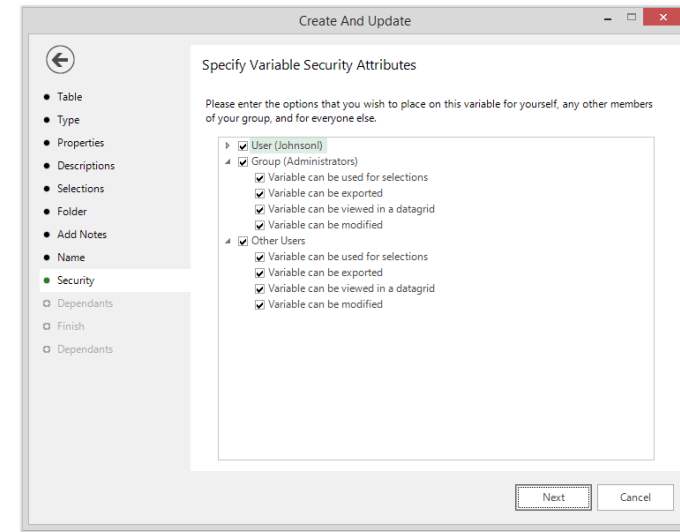 Create And Update
Specify Variable Security Attributes
Table
Type
Properties
Descriptions
Selections
Folder
Add Notes
Name
Security
Dependants
Finish
Dependants
Please enter the options that you wish to place on this variable for yourself, any other members
of your group, and for everyone else.
User (Johnsonl)
Group (Administrators)
Variable can be used for selections
Variable can be exported
Variable can be viewed in a datagrid
Variable can be modified
Other Users
Variable can be used for selections
Variable can be exported
Variable can be viewed in a datagrid
Variable can be modified
Next
Cancel